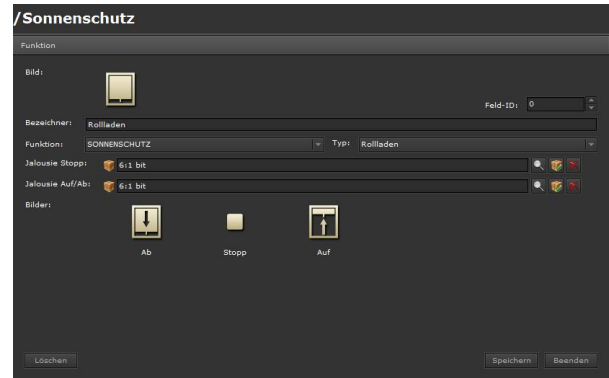 /Sonnenschutz
Funktion
Bild:
Feld-ID: 0
Bezeichner: Rollladen
Funktion: SONNENSCHUTZ Typ: Rollladen
Jalousie Stopp: 6:1 bit
Jalousie Auf/Ab: 6:1 bit
Bilder:
Ab Stopp Auf
Löschen Speichern Beenden